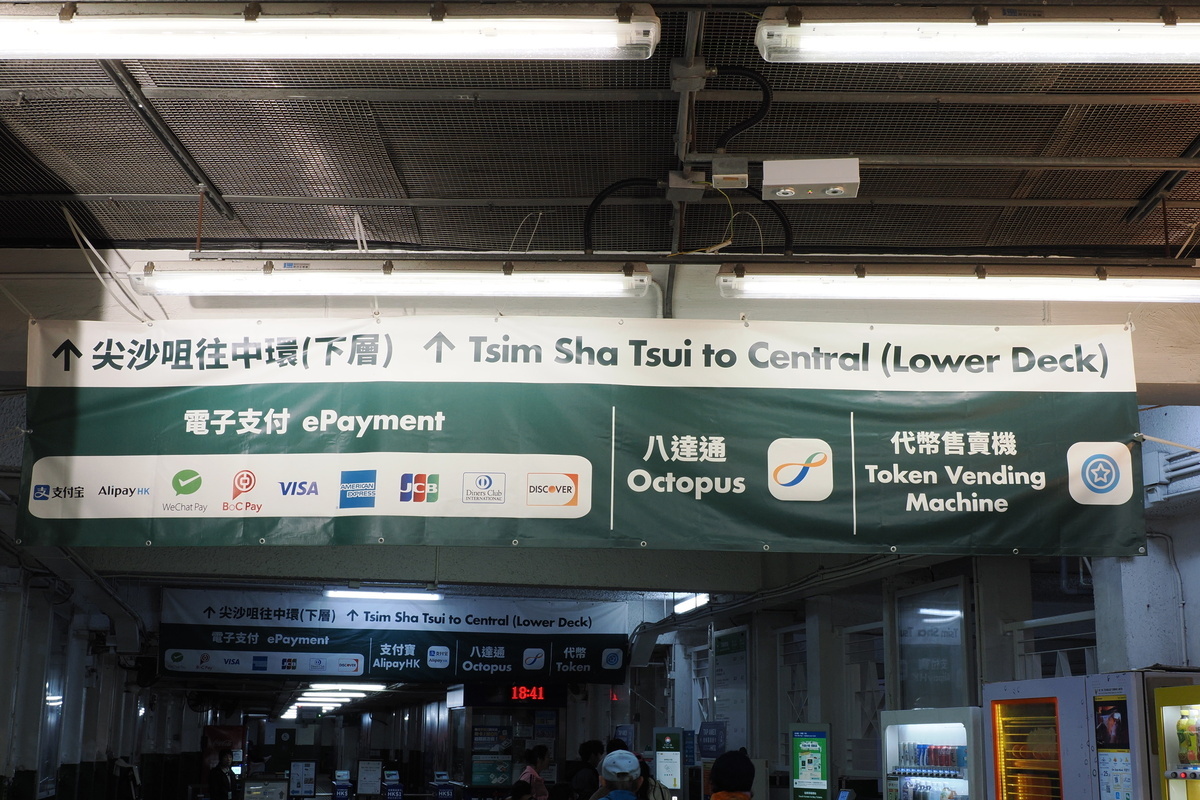 ↑ 尖沙咀往中環(下層) ↑ Tsim Sha Tsui to Central (Lower Deck)
電子支付 ePayment
支付宝 AlipayHK WeChat Pay BoC Pay VISA AMERICAN EXPRESS JCB Diners Club INTERNATIONAL DISCOVER
八達通
Octopus
代幣售賣機
Token Vending
Machine
↑ 尖沙咀往中環(下層) ↑ Tsim Sha Tsui to Central (Lower Deck)
電子支付 ePayment
VISA JCB DISCOVER
支付寶
AlipayHK
八達通
Octopus
代幣
Token
18:41